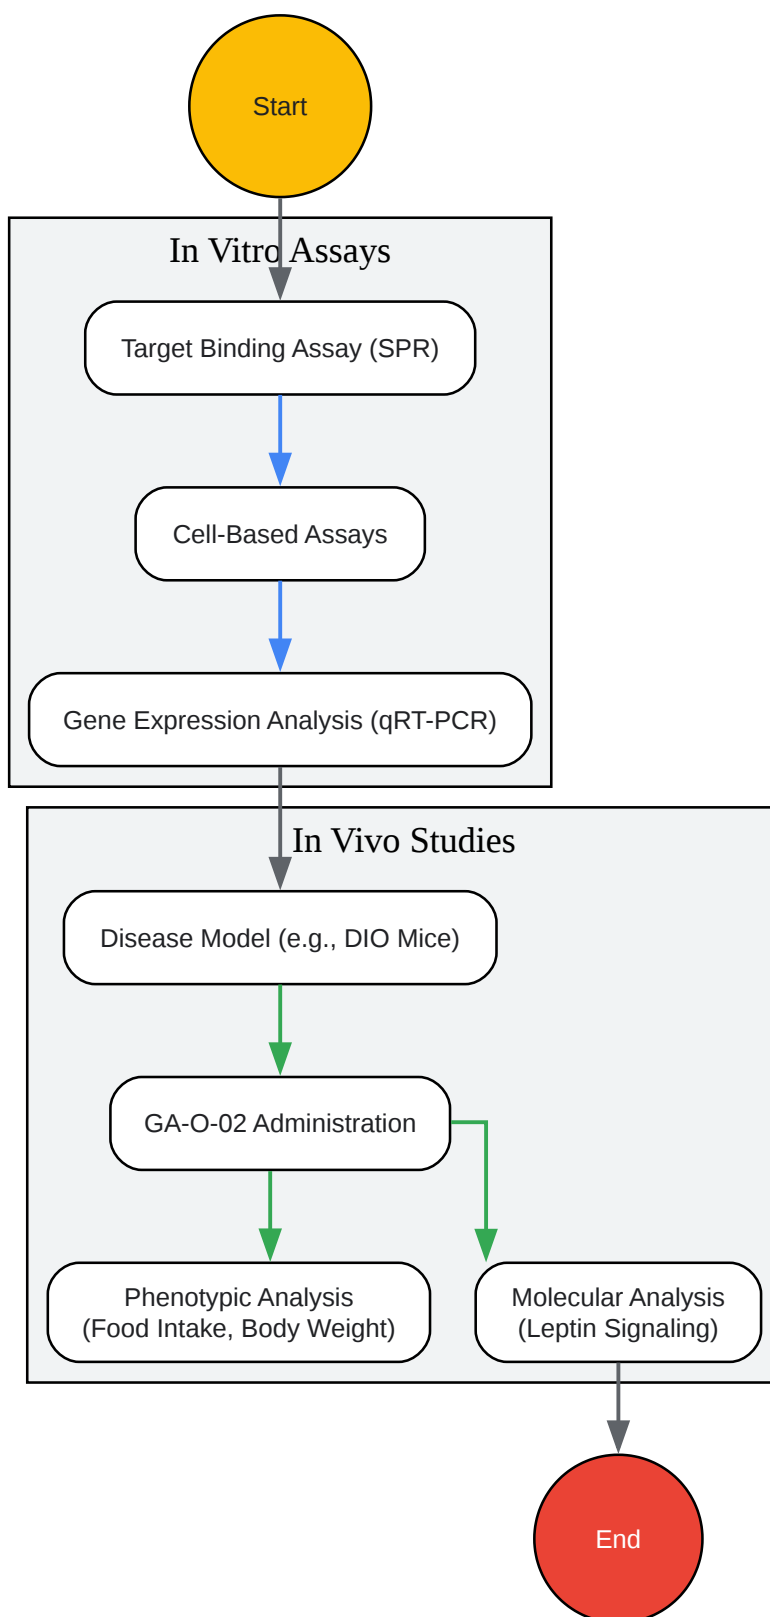 Start
In Vitro Assays
Target Binding Assay (SPR)
Cell-Based Assays
Gene Expression Analysis (qRT-PCR)
In Vivo Studies
Disease Model (e.g., DIO Mice)
GA-O-02 Administration
Phenotypic Analysis
(Food Intake, Body Weight)
Molecular Analysis
(Leptin Signaling)
End